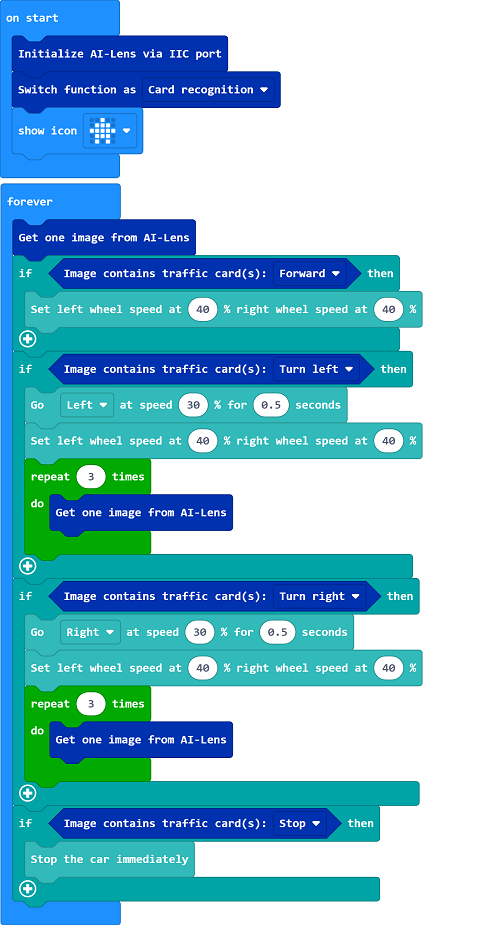 on start
Initialize AI-Lens via IIC port
Switch function as Card recognition
show icon
forever
Get one image from AI-Lens
if Image contains traffic card(s): Forward then
Set left wheel speed at 40 % right wheel speed at 40 %
if Image contains traffic card(s): Turn left then
Go Left at speed 30 % for 0.5 seconds
Set left wheel speed at 40 % right wheel speed at 40 %
repeat 3 times
do Get one image from AI-Lens
if Image contains traffic card(s): Turn right then
Go Right at speed 30 % for 0.5 seconds
Set left wheel speed at 40 % right wheel speed at 40 %
repeat 3 times
do Get one image from AI-Lens
if Image contains traffic card(s): Stop then
Stop the car immediately